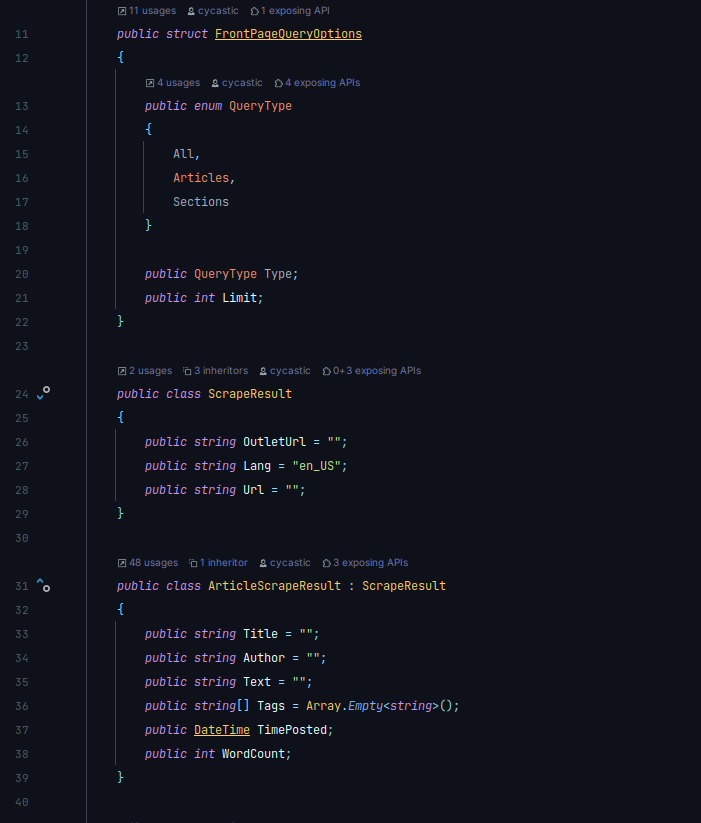 11 usages cycastic 1 exposing API
11 public struct FrontPageQueryOptions
12 {
4 usages cycastic 4 exposing APIs
13 public enum QueryType
14 {
15 All,
16 Articles,
17 Sections
18 }
19
20 public QueryType Type;
21 public int Limit;
22 }
23
2 usages 3 inheritors cycastic 0+3 exposing APIs
24 public class ScrapeResult
25 {
26 public string OutletUrl = "";
27 public string Lang = "en_US";
28 public string Url = "";
29 }
30
48 usages 1 inheritor cycastic 3 exposing APIs
31 public class ArticleScrapeResult : ScrapeResult
32 {
33 public string Title = "";
34 public string Author = "";
35 public string Text = "";
36 public string[] Tags = Array.Empty<string>();
37 public DateTime TimePosted;
38 public int WordCount;
39 }
40